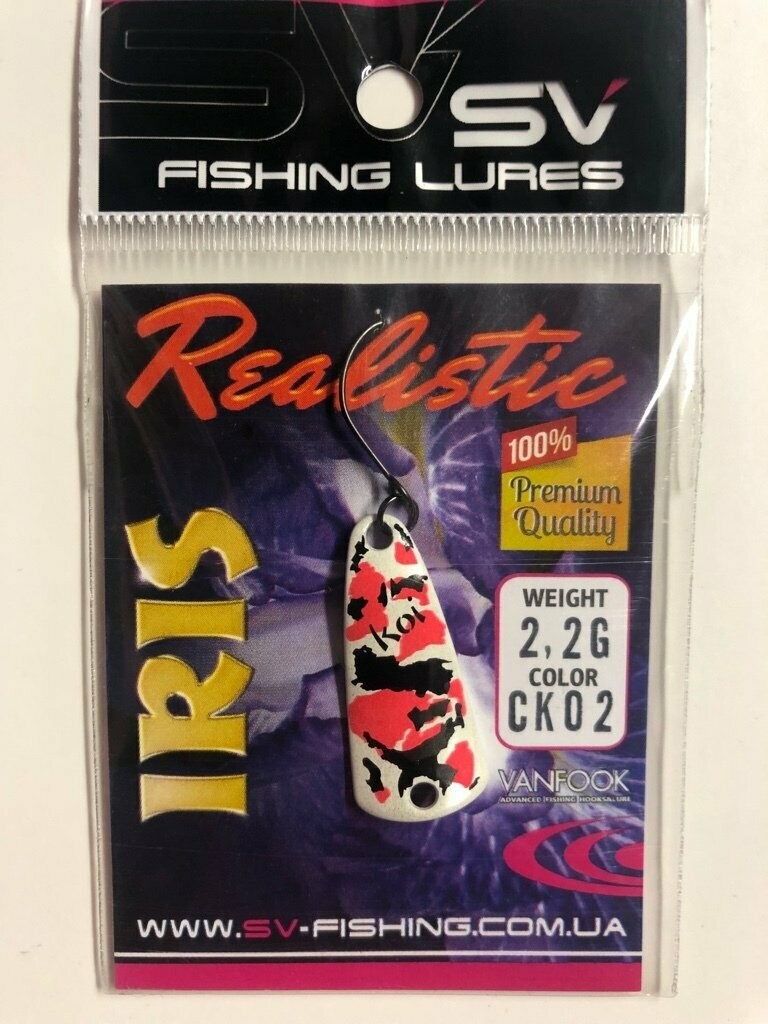 SV
SV
FISHING LURES
Realistic
100%
Premium
Quality
IRIS
koi
WEIGHT
2,2G
COLOR
CK02
VANFOOK
ADVANCED FISHING HOOKS&LURE
WWW.SV-FISHING.COM.UA